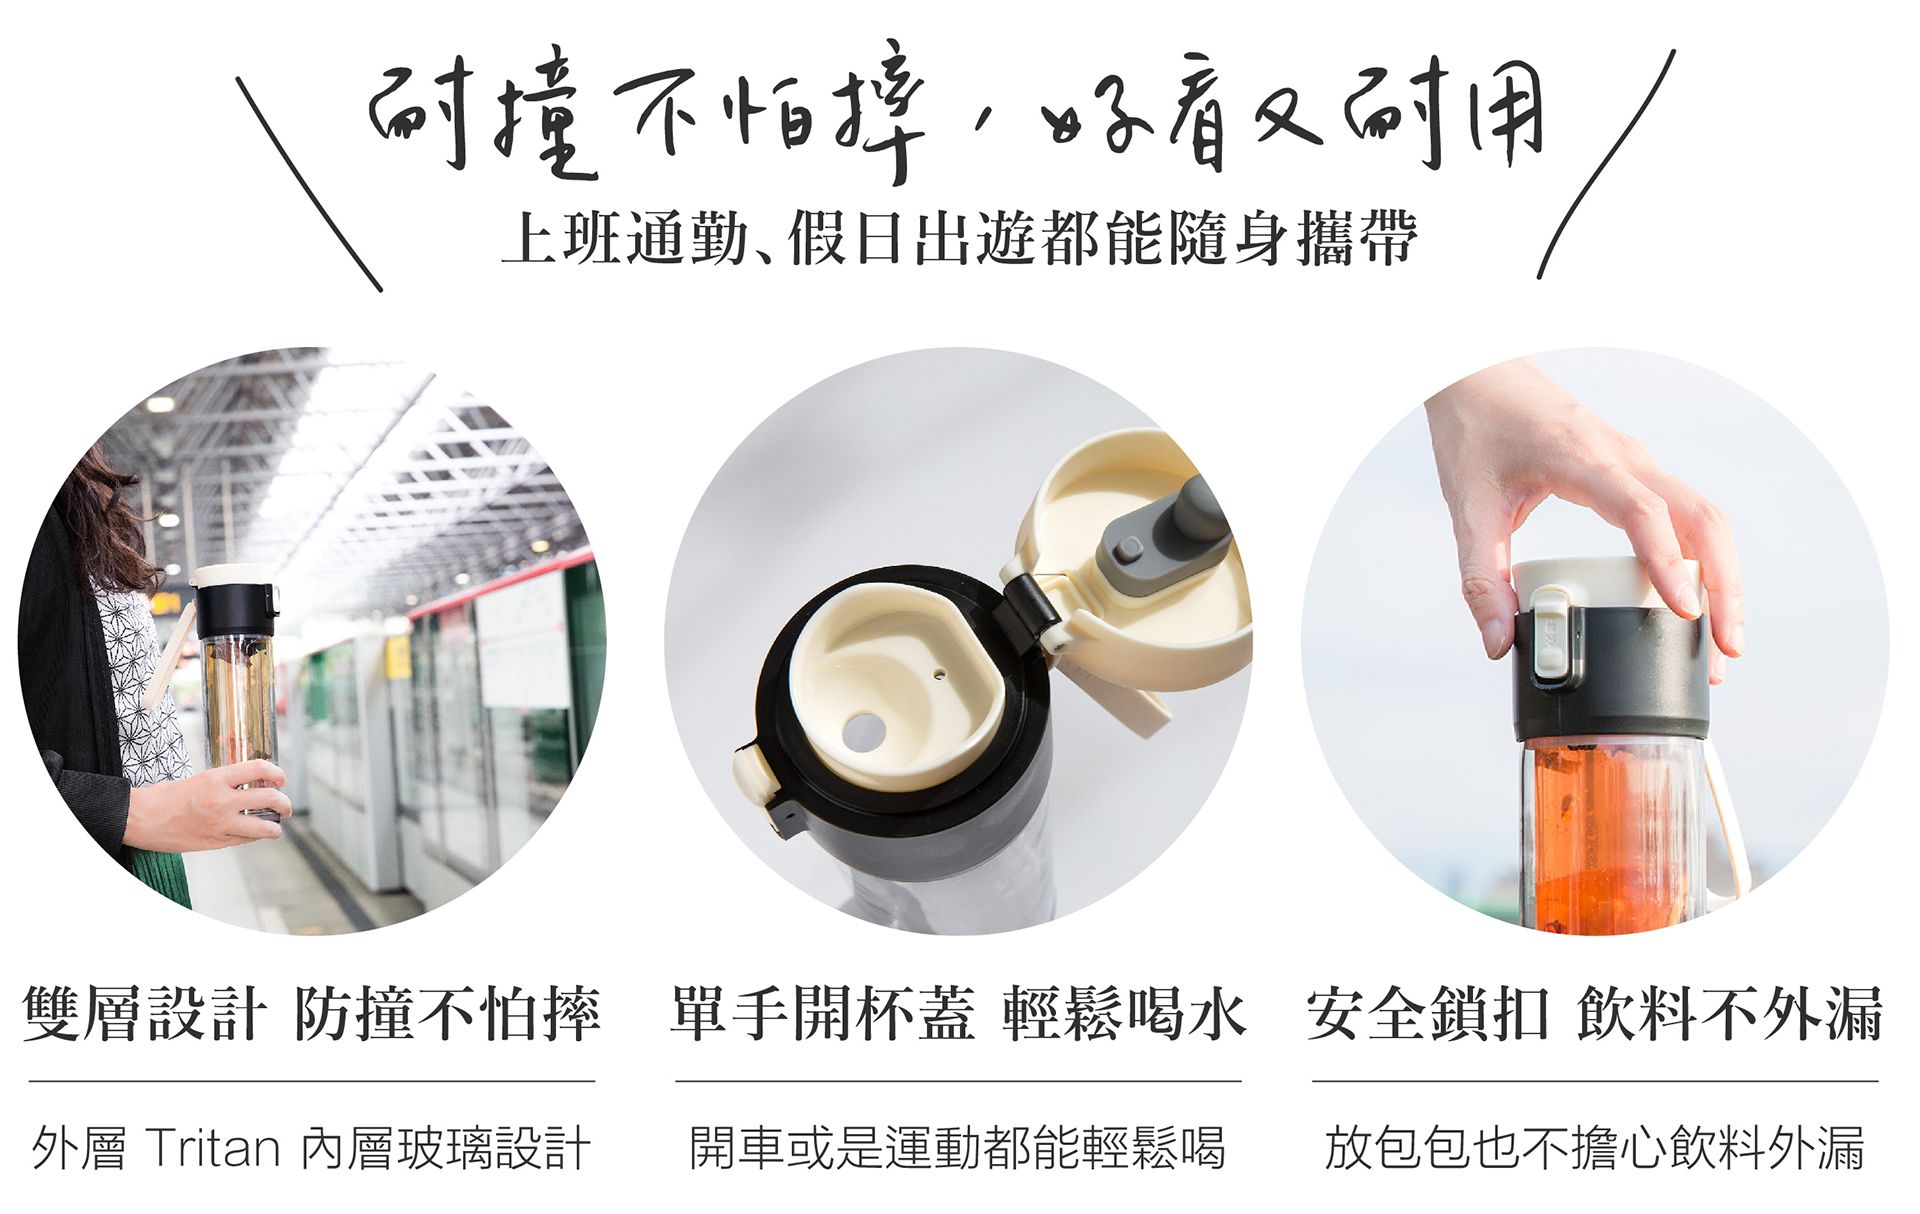 耐撞不怕摔，好看又耐用
上班通勤、假日出遊都能隨身攜帶
雙層設計 防撞不怕摔
外層 Tritan 內層玻璃設計
單手開杯蓋 輕鬆喝水
開車或是運動都能輕鬆喝
安全鎖扣 飲料不外漏
放包包也不擔心飲料外漏